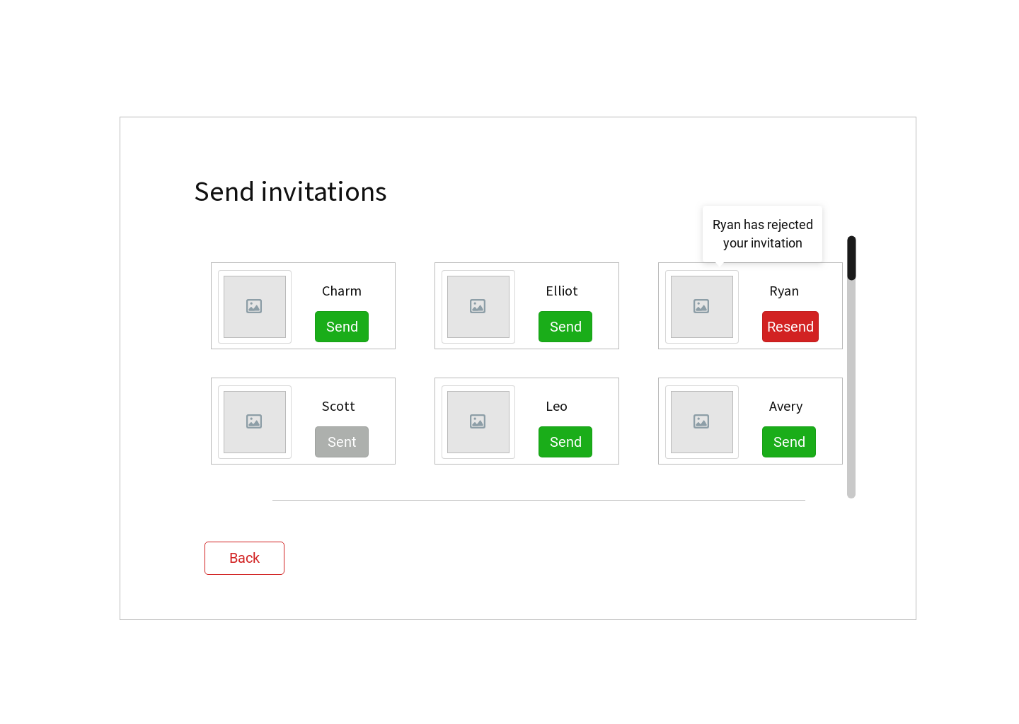 Send invitations
Ryan has rejected
your invitation
Charm
Send
Elliot
Send
Ryan
Resend
Scott
Sent
Leo
Send
Avery
Send
Back